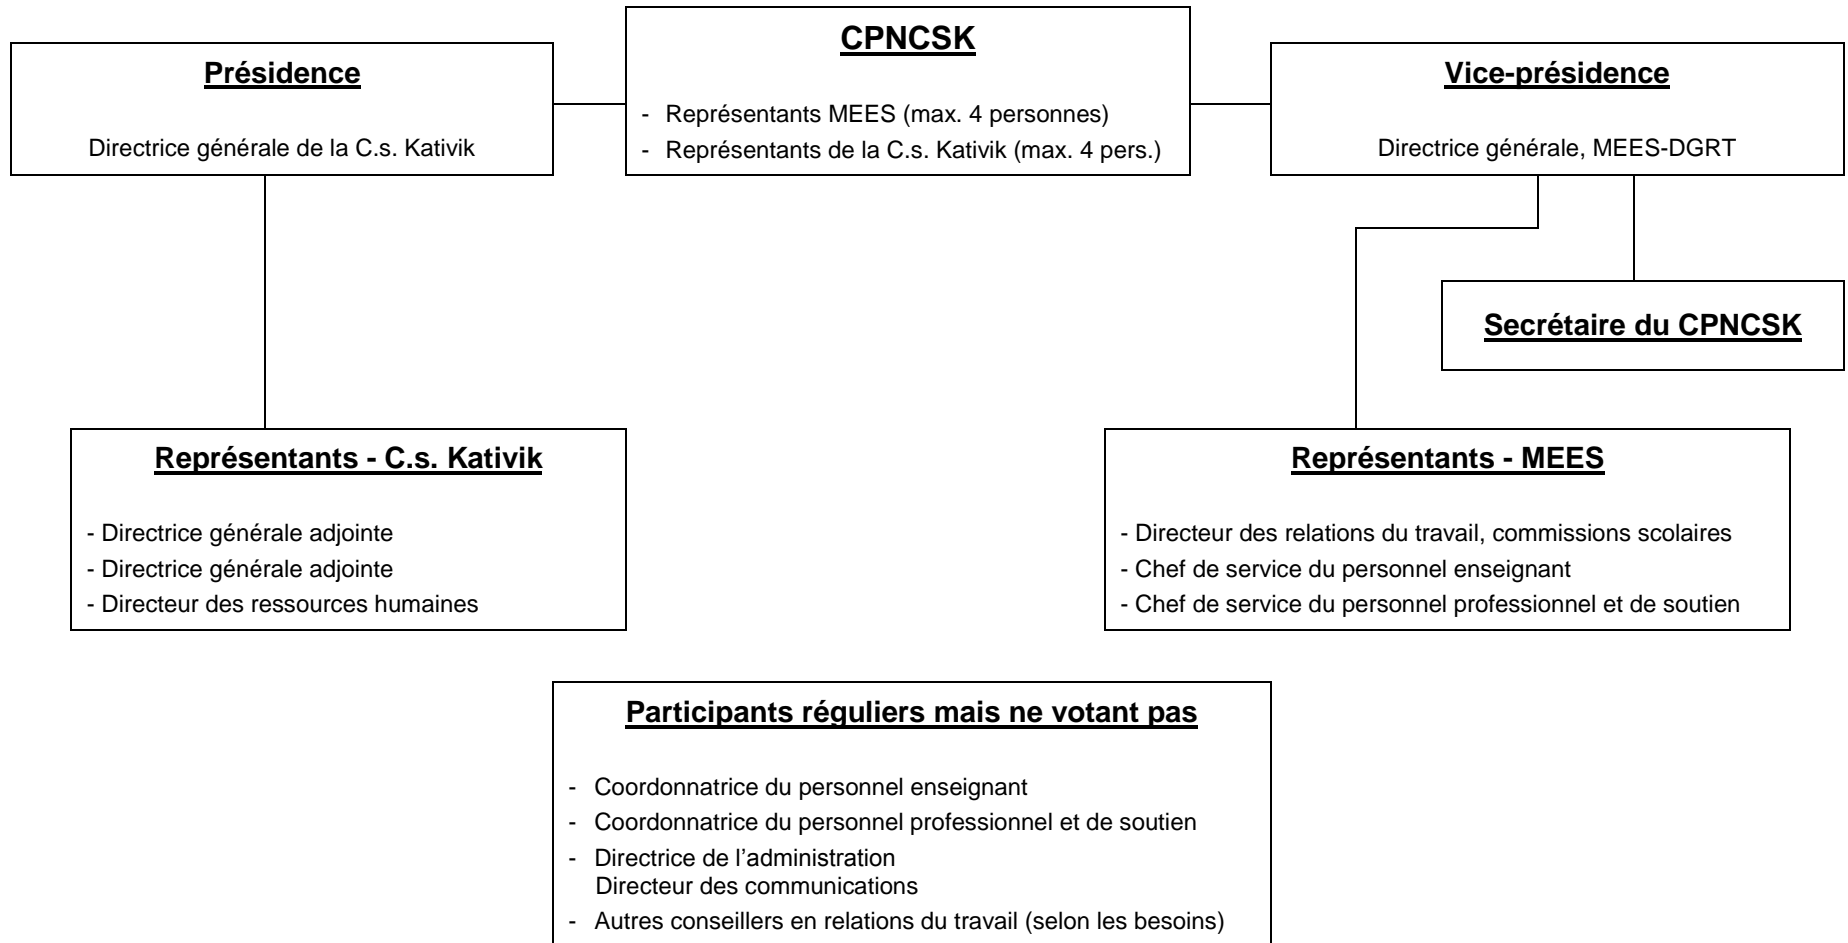 CPNCSK
- Représentants MEES (max. 4 personnes)
- Représentants de la C.s. Kativik (max. 4 pers.)
Présidence
Directrice générale de la C.s. Kativik
Vice-présidence
Directrice générale, MEES-DGRT
Secrétaire du CPNCSK
Représentants - C.s. Kativik
- Directrice générale adjointe
- Directrice générale adjointe
- Directeur des ressources humaines
Représentants - MEES
- Directeur des relations du travail, commissions scolaires
- Chef de service du personnel enseignant
- Chef de service du personnel professionnel et de soutien
Participants réguliers mais ne votant pas
- Coordonnatrice du personnel enseignant
- Coordonnatrice du personnel professionnel et de soutien
- Directrice de l’administration
Directeur des communications
- Autres conseillers en relations du travail (selon les besoins)